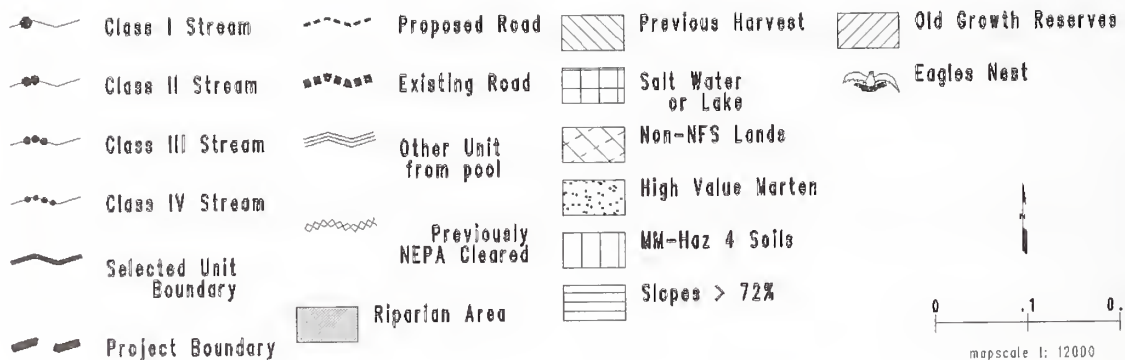 Class I Stream
Class II Stream
Class III Stream
Class IV Stream
Selected Unit
Boundary
Project Boundary
Proposed Road
Existing Road
Other Unit
from pool
Previously
NEPA Cleared
Riparian Area
Previous Harvest
Salt Water
or Lake
Non-NFS Lands
High Value Marten
MM-Haz 4 Soils
Slopes > 72%
Old Growth Reserves
Eagles Nest
0 .1 0.
mapscale 1: 12000